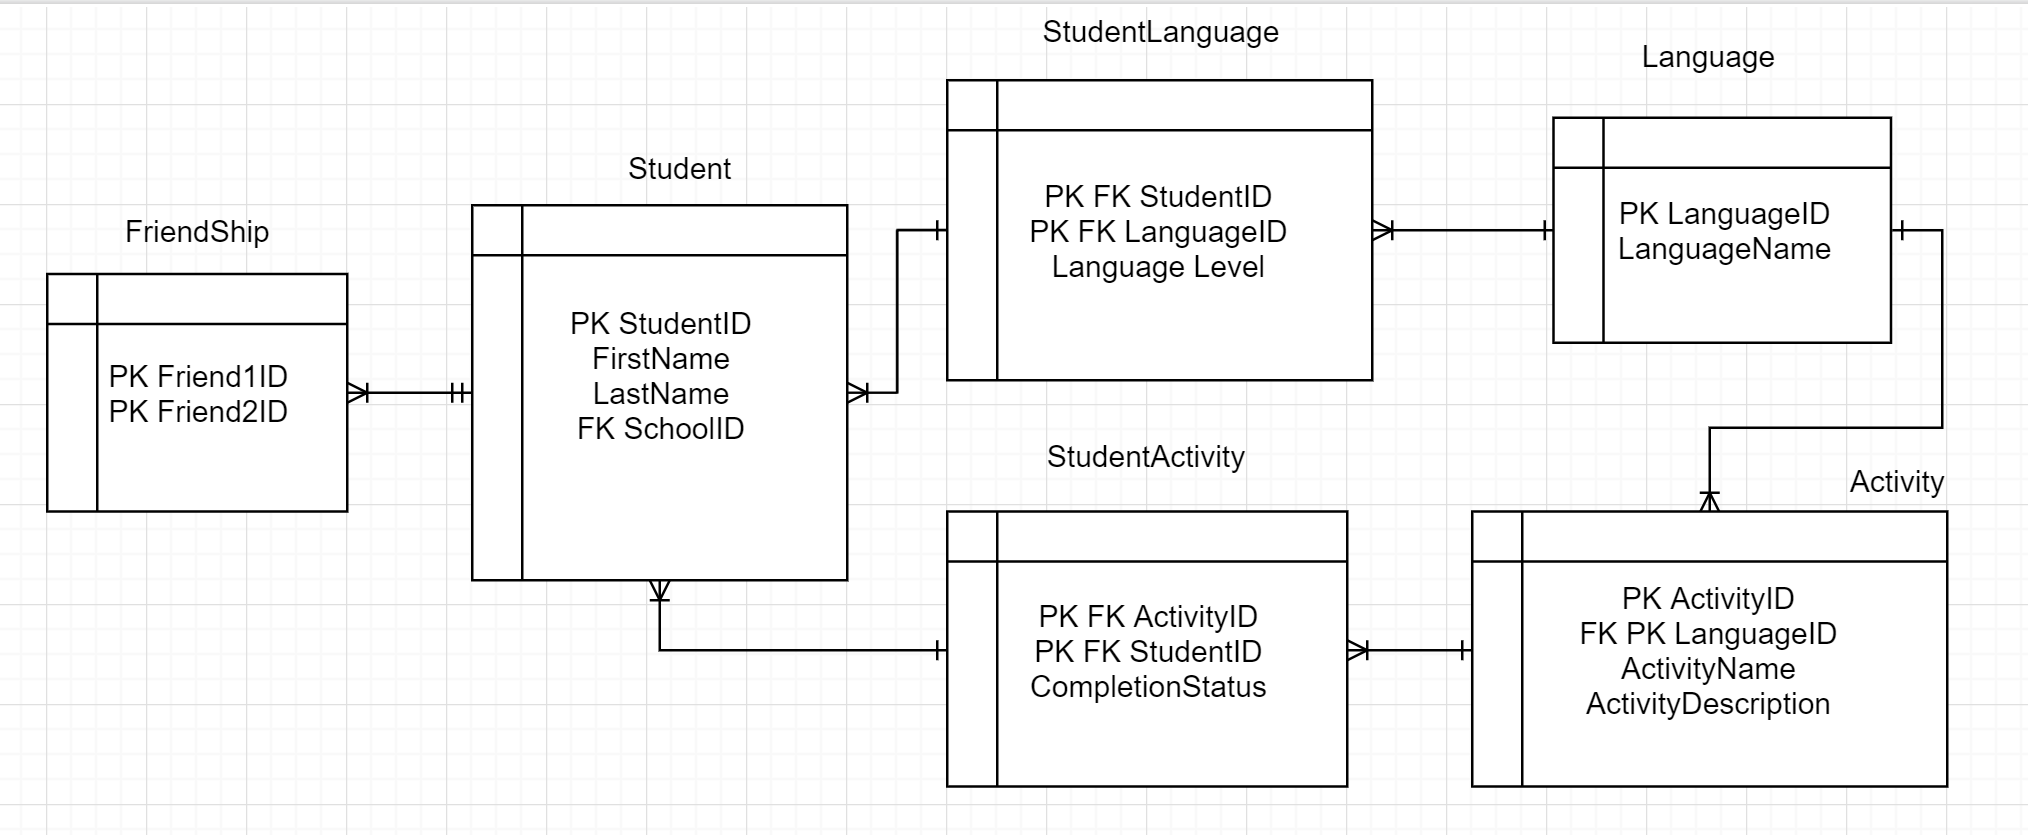 StudentLanguage
Language
Student
FriendShip
PK FK StudentID
PK FK LanguageID
Language Level
PK LanguageID
LanguageName
PK StudentID
FirstName
LastName
FK SchoolID
PK Friend1ID
PK Friend2ID
StudentActivity
Activity
PK FK ActivityID
PK FK StudentID
CompletionStatus
PK ActivityID
FK PK LanguageID
ActivityName
ActivityDescription